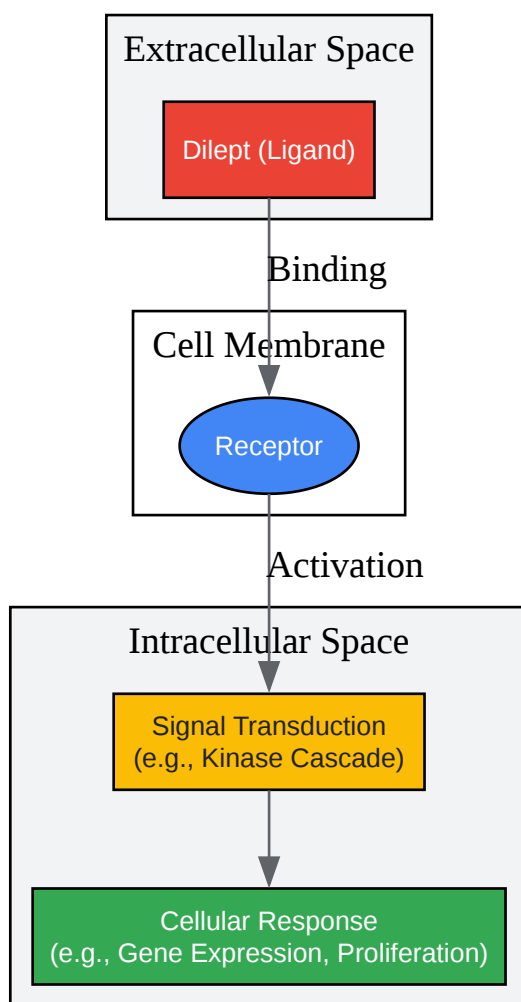 Extracellular Space
Dilept (Ligand)
Binding
Cell Membrane
Receptor
Activation
Intracellular Space
Signal Transduction
(e.g., Kinase Cascade)
Cellular Response
(e.g., Gene Expression, Proliferation)